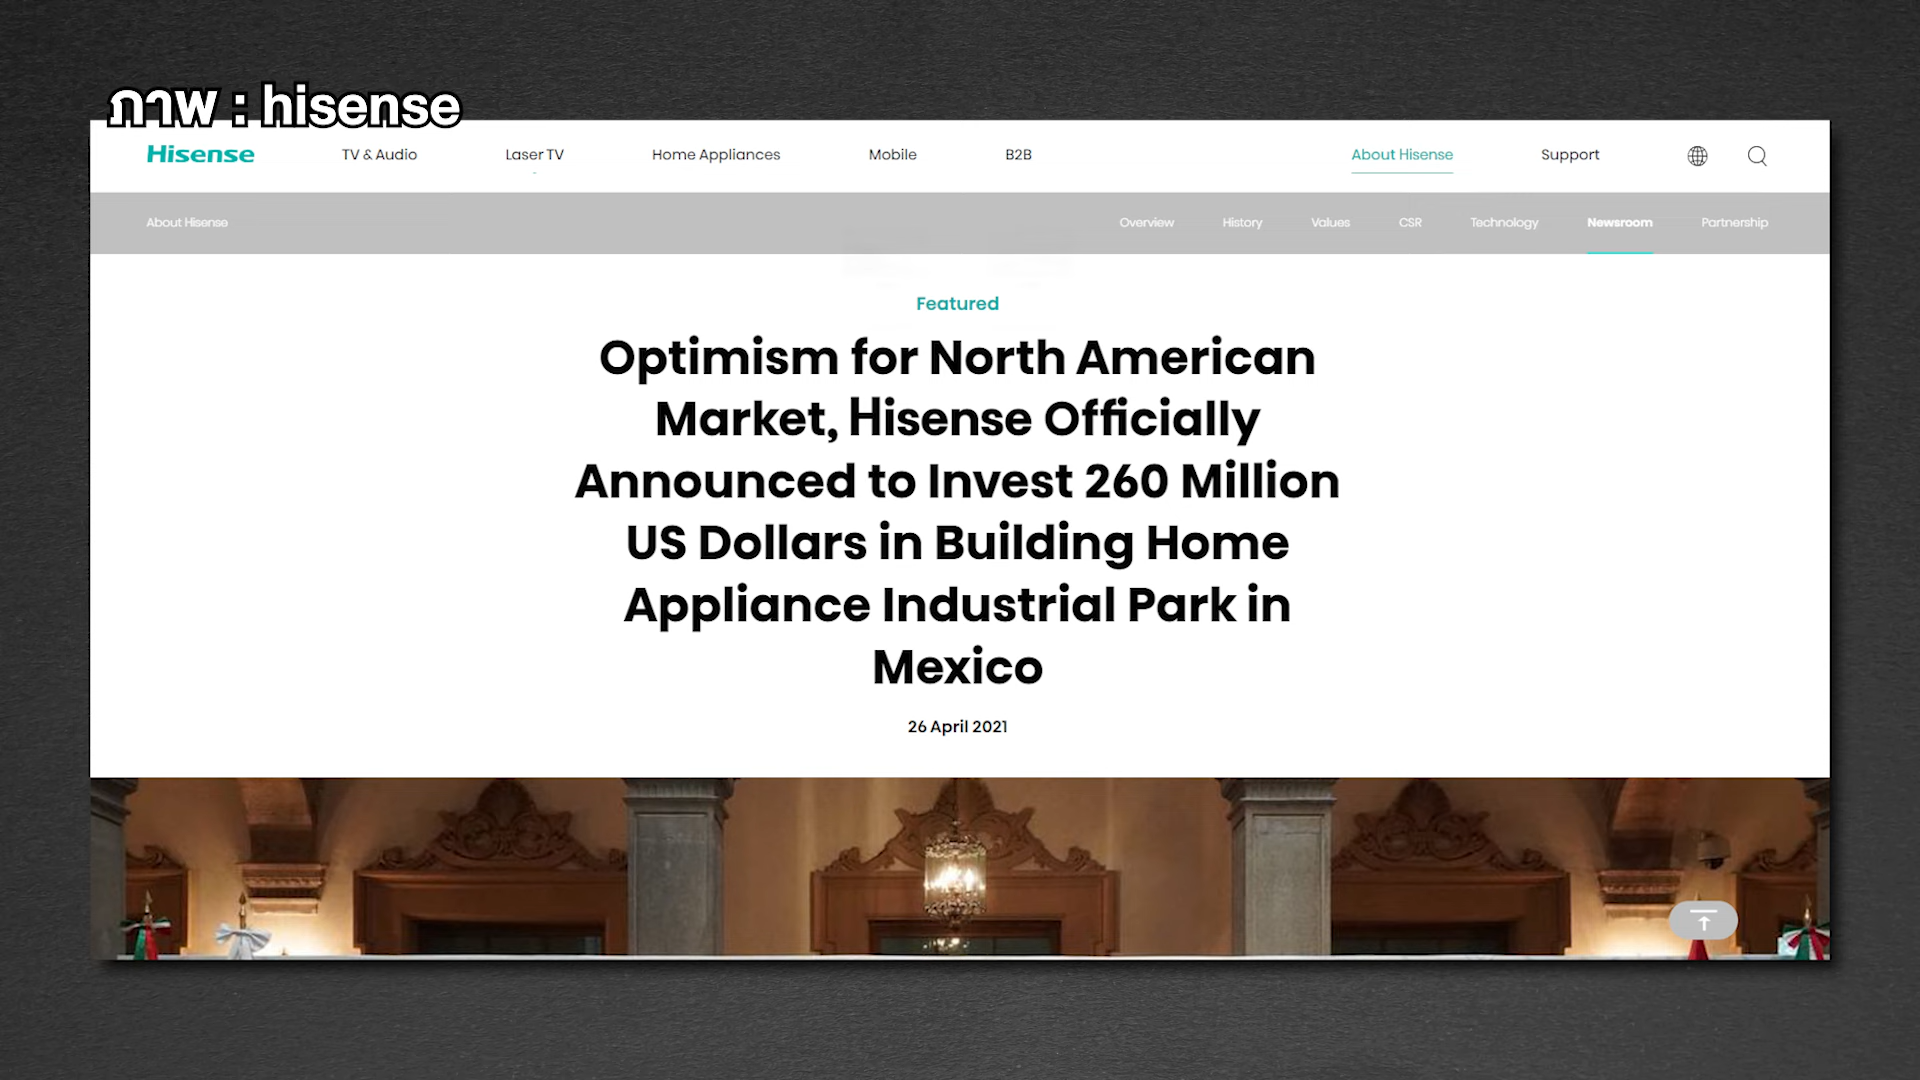 ภาพ : hisense
Hisense TV & Audio Laser TV Home Appliances Mobile B2B About Hisense Support
About Hisense Overview History Values CSR Technology Newsroom Partnership
Featured
Optimism for North American
Market, Hisense Officially
Announced to Invest 260 Million
US Dollars in Building Home
Appliance Industrial Park in
Mexico
26 April 2021